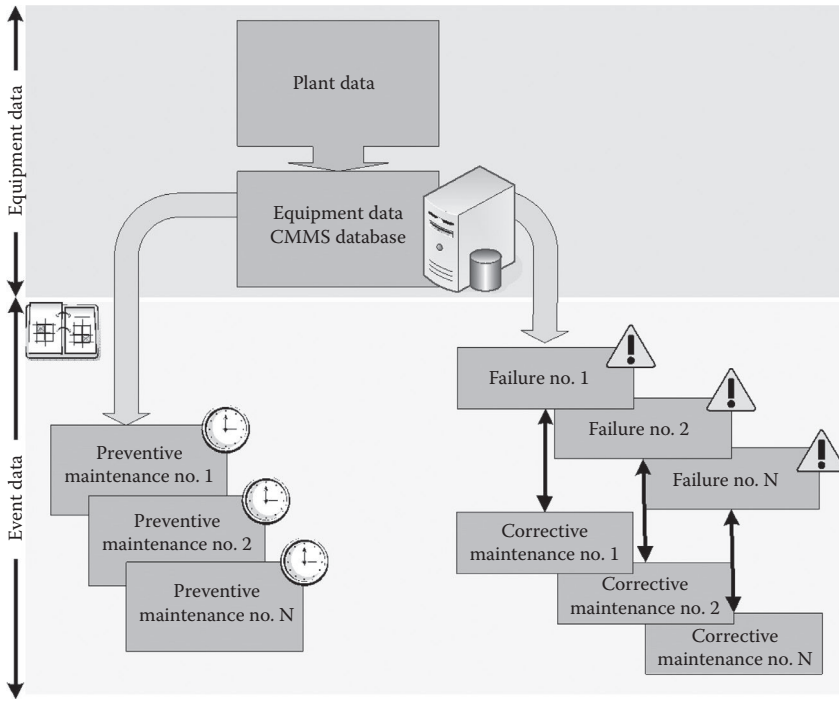 Equipment data
Plant data
Equipment data
CMMS database
Event data
Failure no. 1
Failure no. 2
Failure no. N
Preventive
maintenance no. 1
Preventive
maintenance no. 2
Preventive
maintenance no. N
Corrective
maintenance no. 1
Corrective
maintenance no. 2
Corrective
maintenance no. N